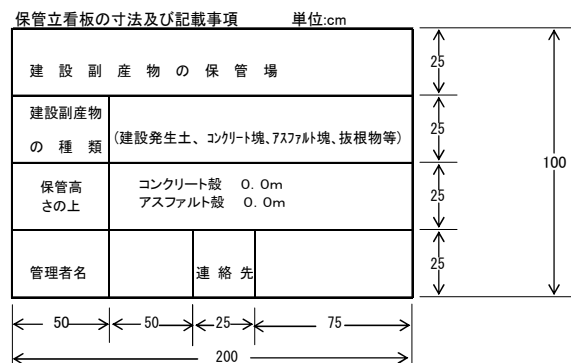 保管立看板の寸法及び記載事項 単位:cm
建設副産物の保管場
建設副産物
の種類
(建設発生土、コンクリート塊、アスファルト塊、抜根物等)
保管高
さの上
コンクリート殻 0.0m
アスファルト殻 0.0m
管理者名
連絡先
25
25
25
25
100
50 50 25 75
200